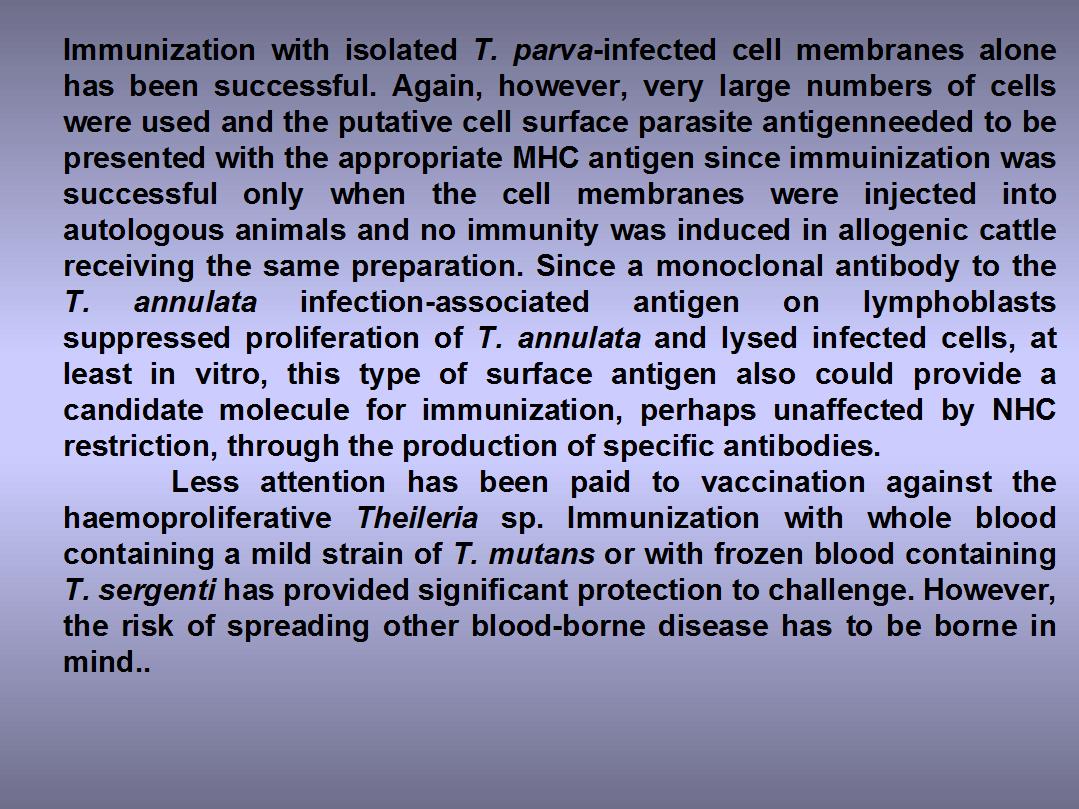 Immunization with isolated T. parva-infected cell membranes alone
has been successful. Again, however, very large numbers of cells
were used and the putative cell surface parasite antigenneeded to be
presented with the appropriate MHC antigen since immuinization was
successful only when the cell membranes were injected into
autologous animals and no immunity was induced in allogenic cattle
receiving the same preparation. Since a monoclonal antibody to the
T. annulata infection-associated antigen on lymphoblasts
suppressed proliferation of T. annulata and lysed infected cells, at
least in vitro, this type of surface antigen also could provide a
candidate molecule for immunization, perhaps unaffected by NHC
restriction, through the production of specific antibodies.
Less attention has been paid to vaccination against the
haemoproliferative Theileria sp. Immunization with whole blood
containing a mild strain of T. mutans or with frozen blood containing
T. sergenti has provided significant protection to challenge. However,
the risk of spreading other blood-borne disease has to be borne in
mind..